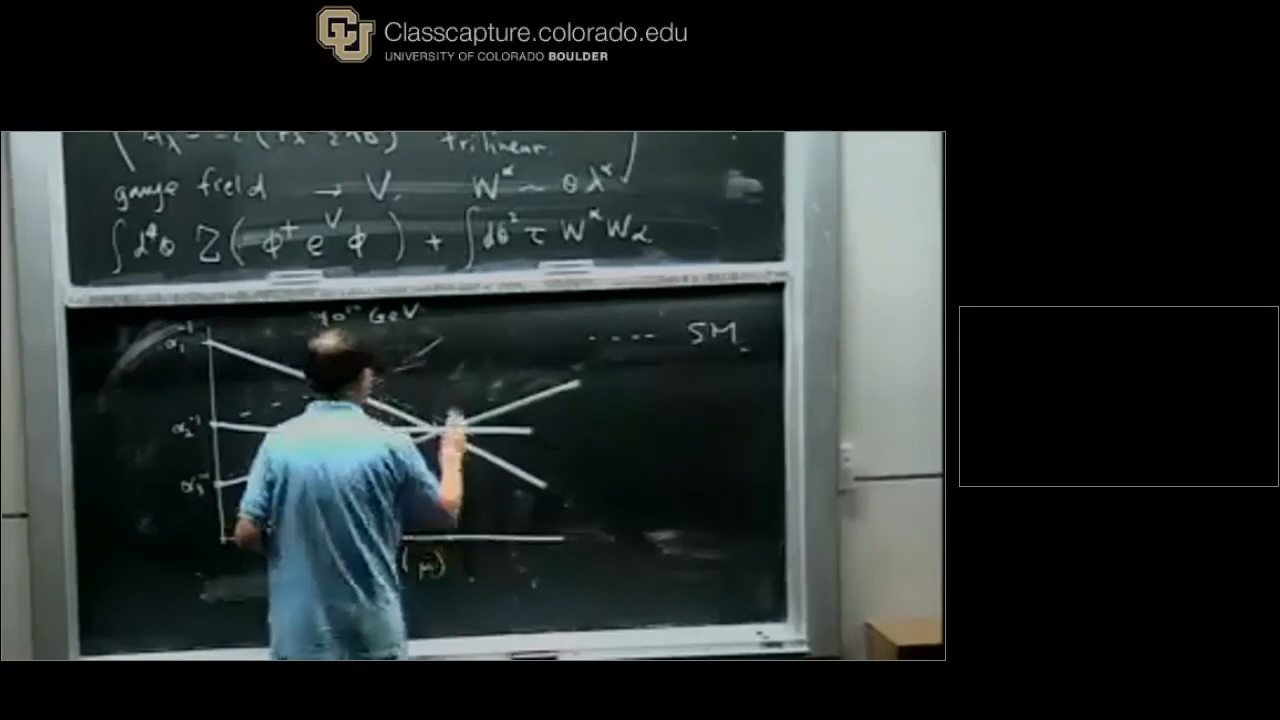 Classcapture.colorado.edu
UNIVERSITY OF COLORADO BOULDER
trilinear.
gauge field → V. W^α ~ θ λ^α
∫d⁴θ Z(φ† e^V φ) + ∫dθ² τ W^α W_α
GeV
---- SM
α₁⁻¹
α₂⁻¹
α₃⁻¹
(μ)